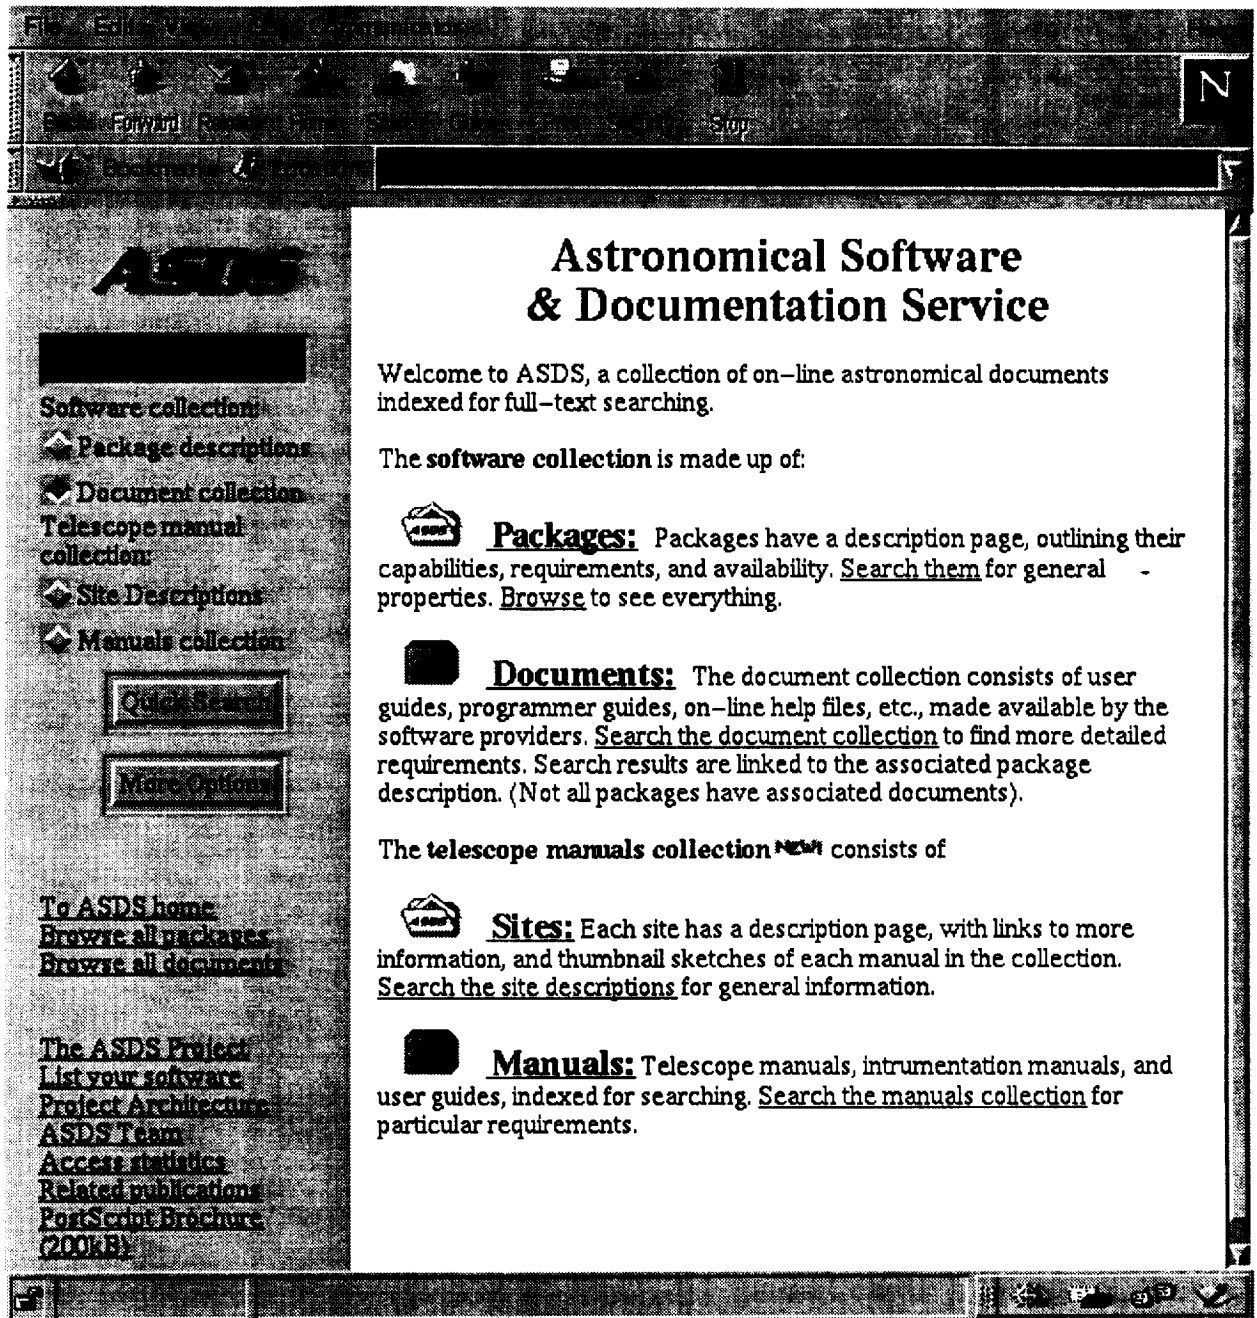 File Edit View
Forward
Stop
N
Bookmarks
ASDS
Software collection:
Package descriptions
Document collection
Telescope manual
collection:
Site Descriptions
Manuals collection
Quick Search
More Options
To ASDS home
Browse all packages
Browse all documents
The ASDS Project
List your software
Project Architecture
ASDS Team
Access statistics
Related publications
PostScript Brochure
(200kB)
Astronomical Software
& Documentation Service
Welcome to ASDS, a collection of on-line astronomical documents
indexed for full-text searching.
The software collection is made up of:
Packages: Packages have a description page, outlining their
capabilities, requirements, and availability. Search them for general
properties. Browse to see everything.
Documents: The document collection consists of user
guides, programmer guides, on-line help files, etc., made available by the
software providers. Search the document collection to find more detailed
requirements. Search results are linked to the associated package
description. (Not all packages have associated documents).
The telescope manuals collection NEW! consists of
Sites: Each site has a description page, with links to more
information, and thumbnail sketches of each manual in the collection.
Search the site descriptions for general information.
Manuals: Telescope manuals, intrumentation manuals, and
user guides, indexed for searching. Search the manuals collection for
particular requirements.